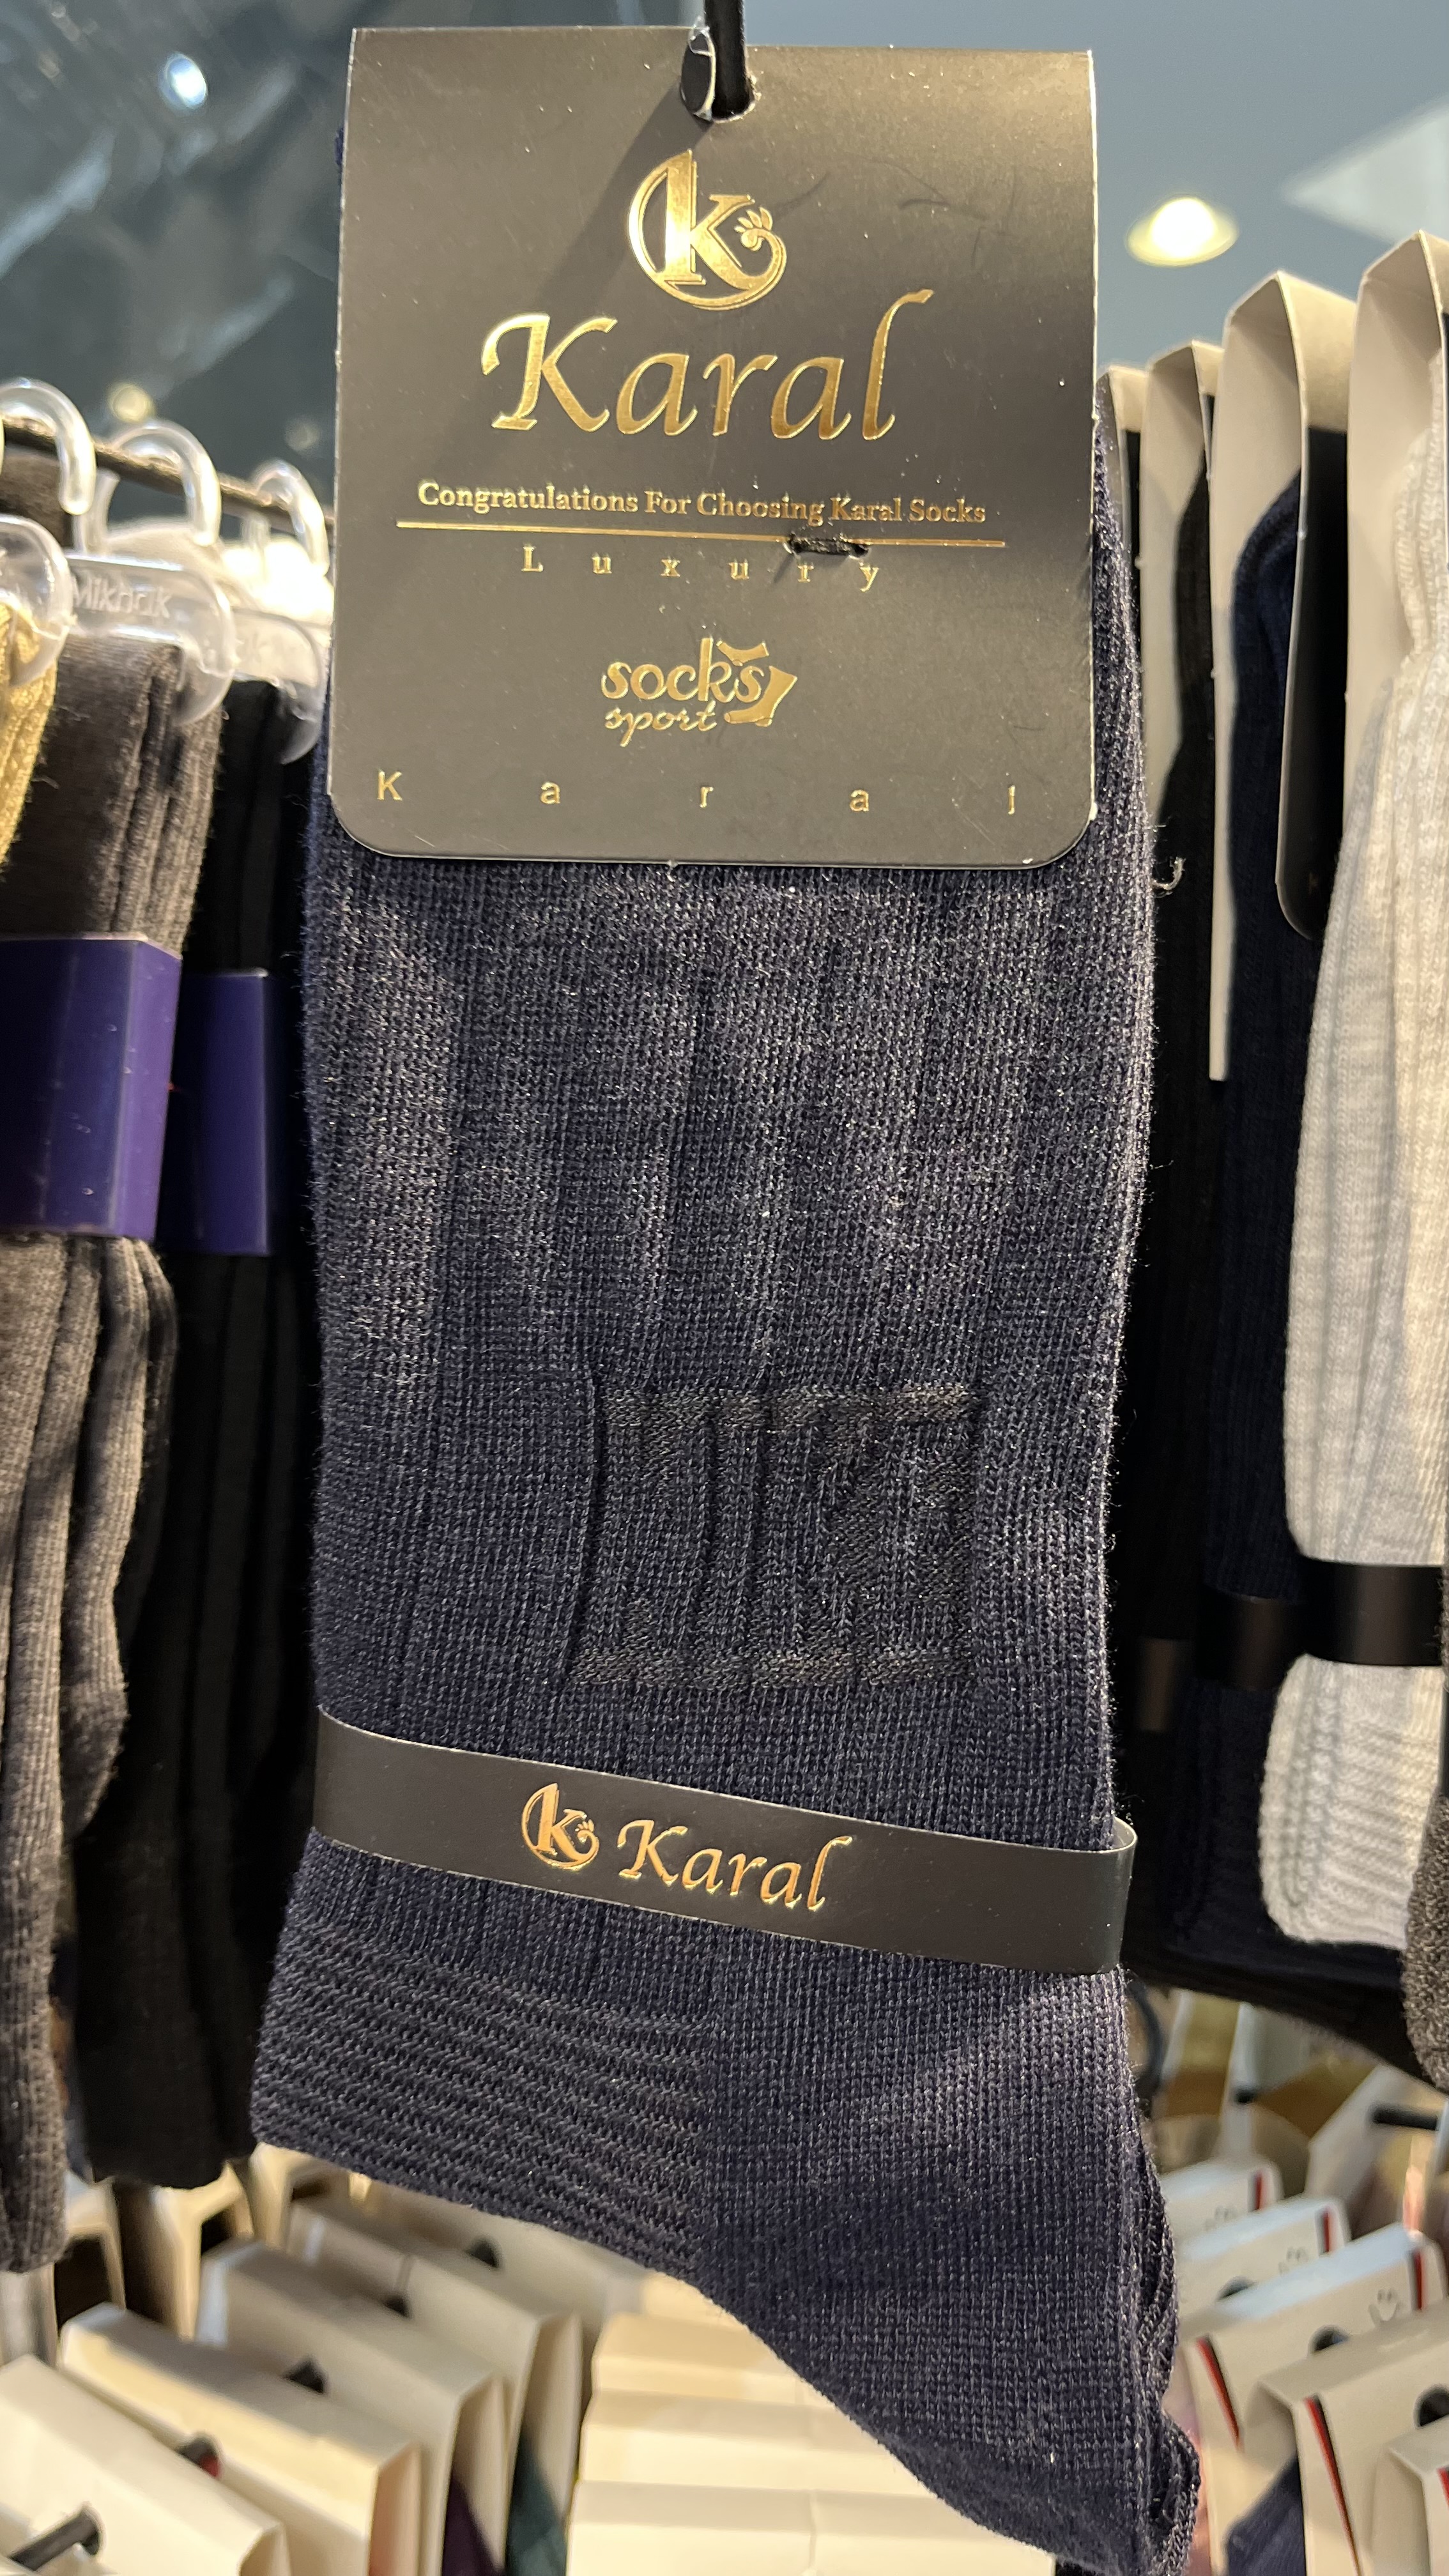 k
Karal
Congratulations For Choosing Karal Socks
Luxury
socks
sport
Karal
k Karal